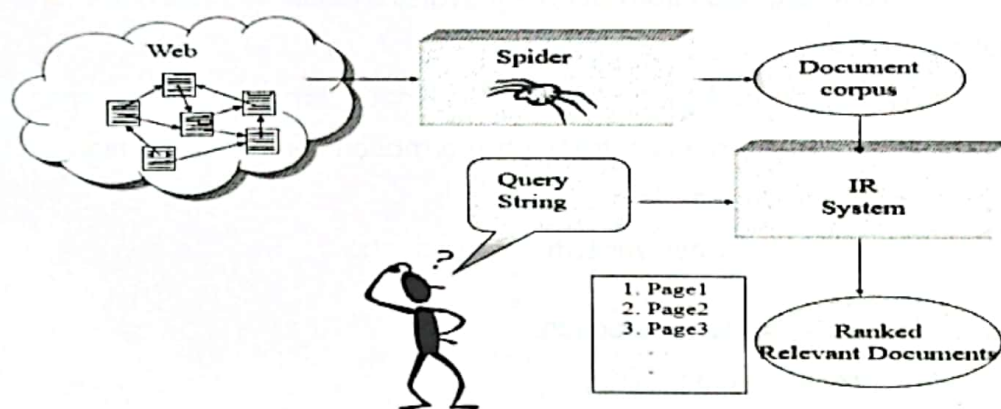 Web
Spider
Document
corpus
Query
String
IR
System
?
1. Page1
2. Page2
3. Page3
.
.
Ranked
Relevant Documents